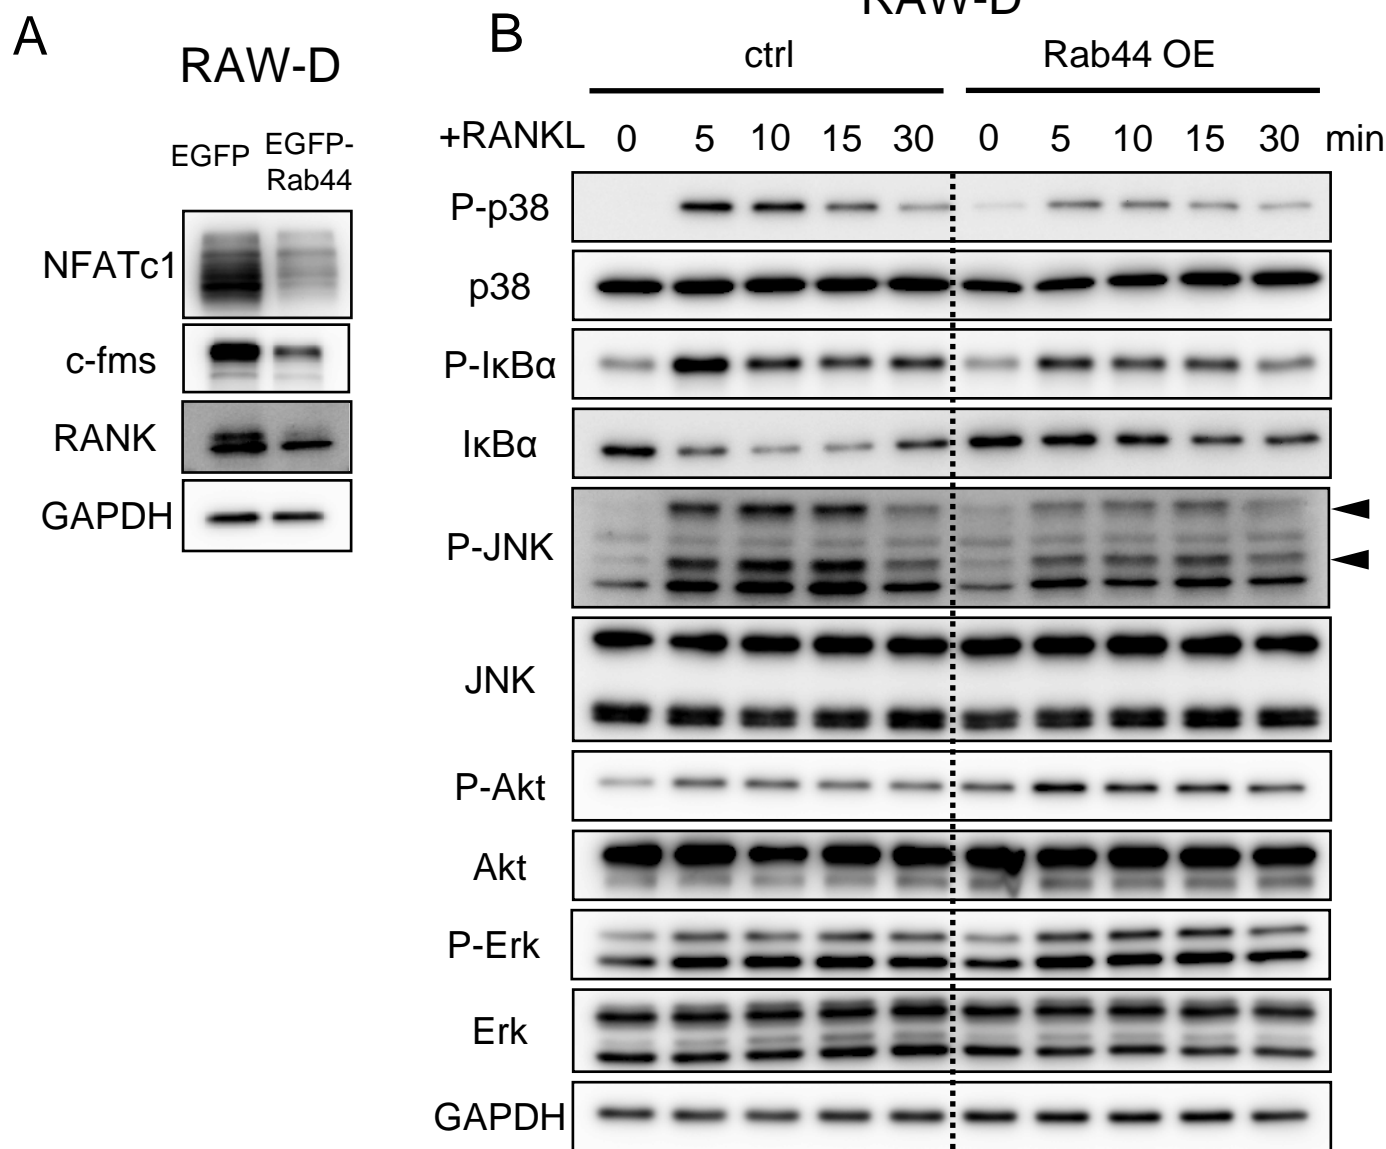 A
RAW-D
EGFP
EGFP-
Rab44
NFATc1
c-fms
RANK
GAPDH
B
RAW-D
ctrl
Rab44 OE
+RANKL 0 5 10 15 30 0 5 10 15 30 min
P-p38
p38
P-IκBα
IκBα
P-JNK
JNK
P-Akt
Akt
P-Erk
Erk
GAPDH